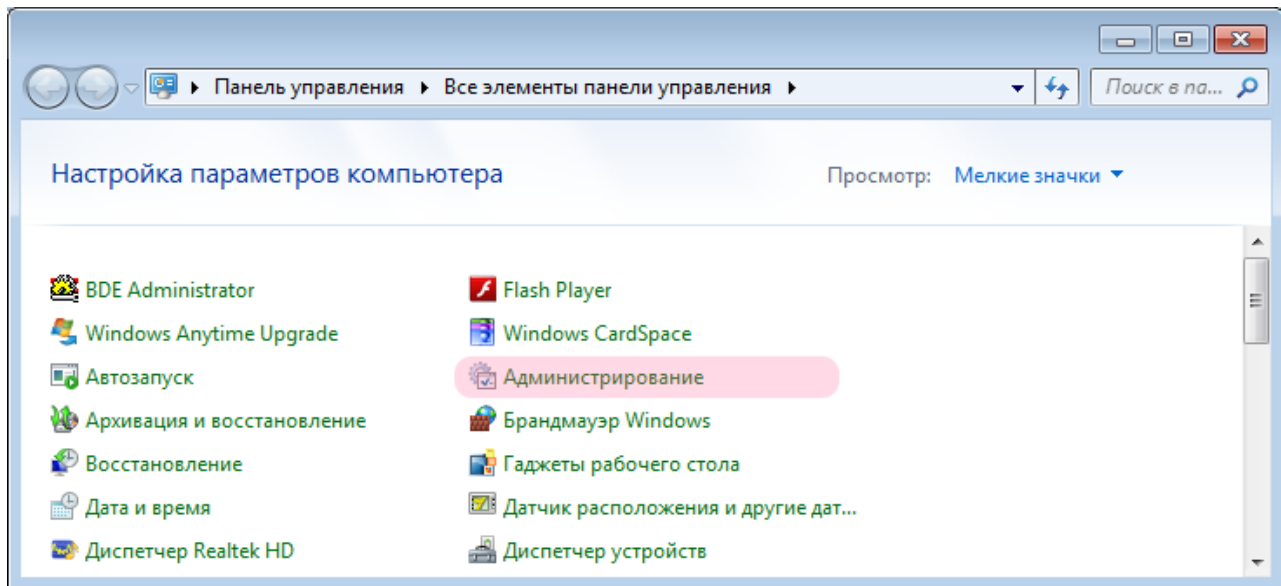 Панель управления Все элементы панели управления Поиск в па...
Настройка параметров компьютера Просмотр: Мелкие значки
BDE Administrator Flash Player
Windows Anytime Upgrade Windows CardSpace
Автозапуск Администрирование
Архивация и восстановление Брандмауэр Windows
Восстановление Гаджеты рабочего стола
Дата и время Датчик расположения и другие дат...
Диспетчер Realtek HD Диспетчер устройств